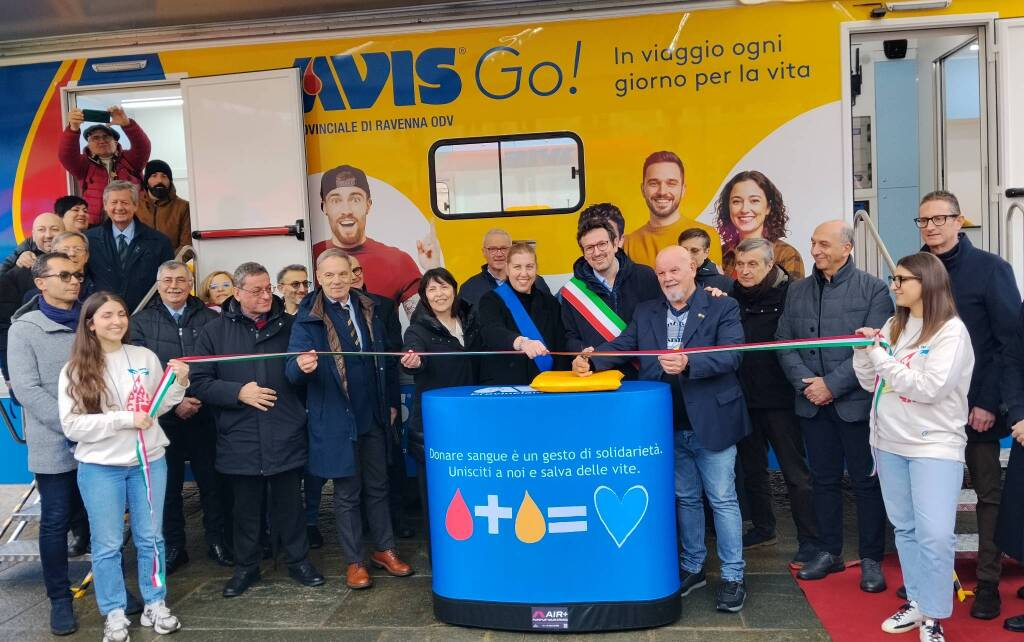 AVIS® Go!
In viaggio ogni
giorno per la vita
PROVINCIALE DI RAVENNA ODV
Donare sangue è un gesto di solidarietà.
Unisciti a noi e salva delle vite.
+ =
AIR+